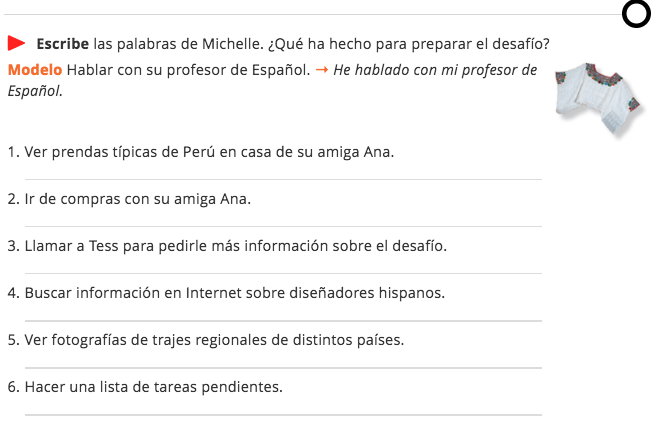 Escribe las palabras de Michelle. ¿Qué ha hecho para preparar el desafío?
Modelo Hablar con su profesor de Español. → He hablado con mi profesor de
Español.
1. Ver prendas típicas de Perú en casa de su amiga Ana.
2. Ir de compras con su amiga Ana.
3. Llamar a Tess para pedirle más información sobre el desafío.
4. Buscar información en Internet sobre diseñadores hispanos.
5. Ver fotografías de trajes regionales de distintos países.
6. Hacer una lista de tareas pendientes.